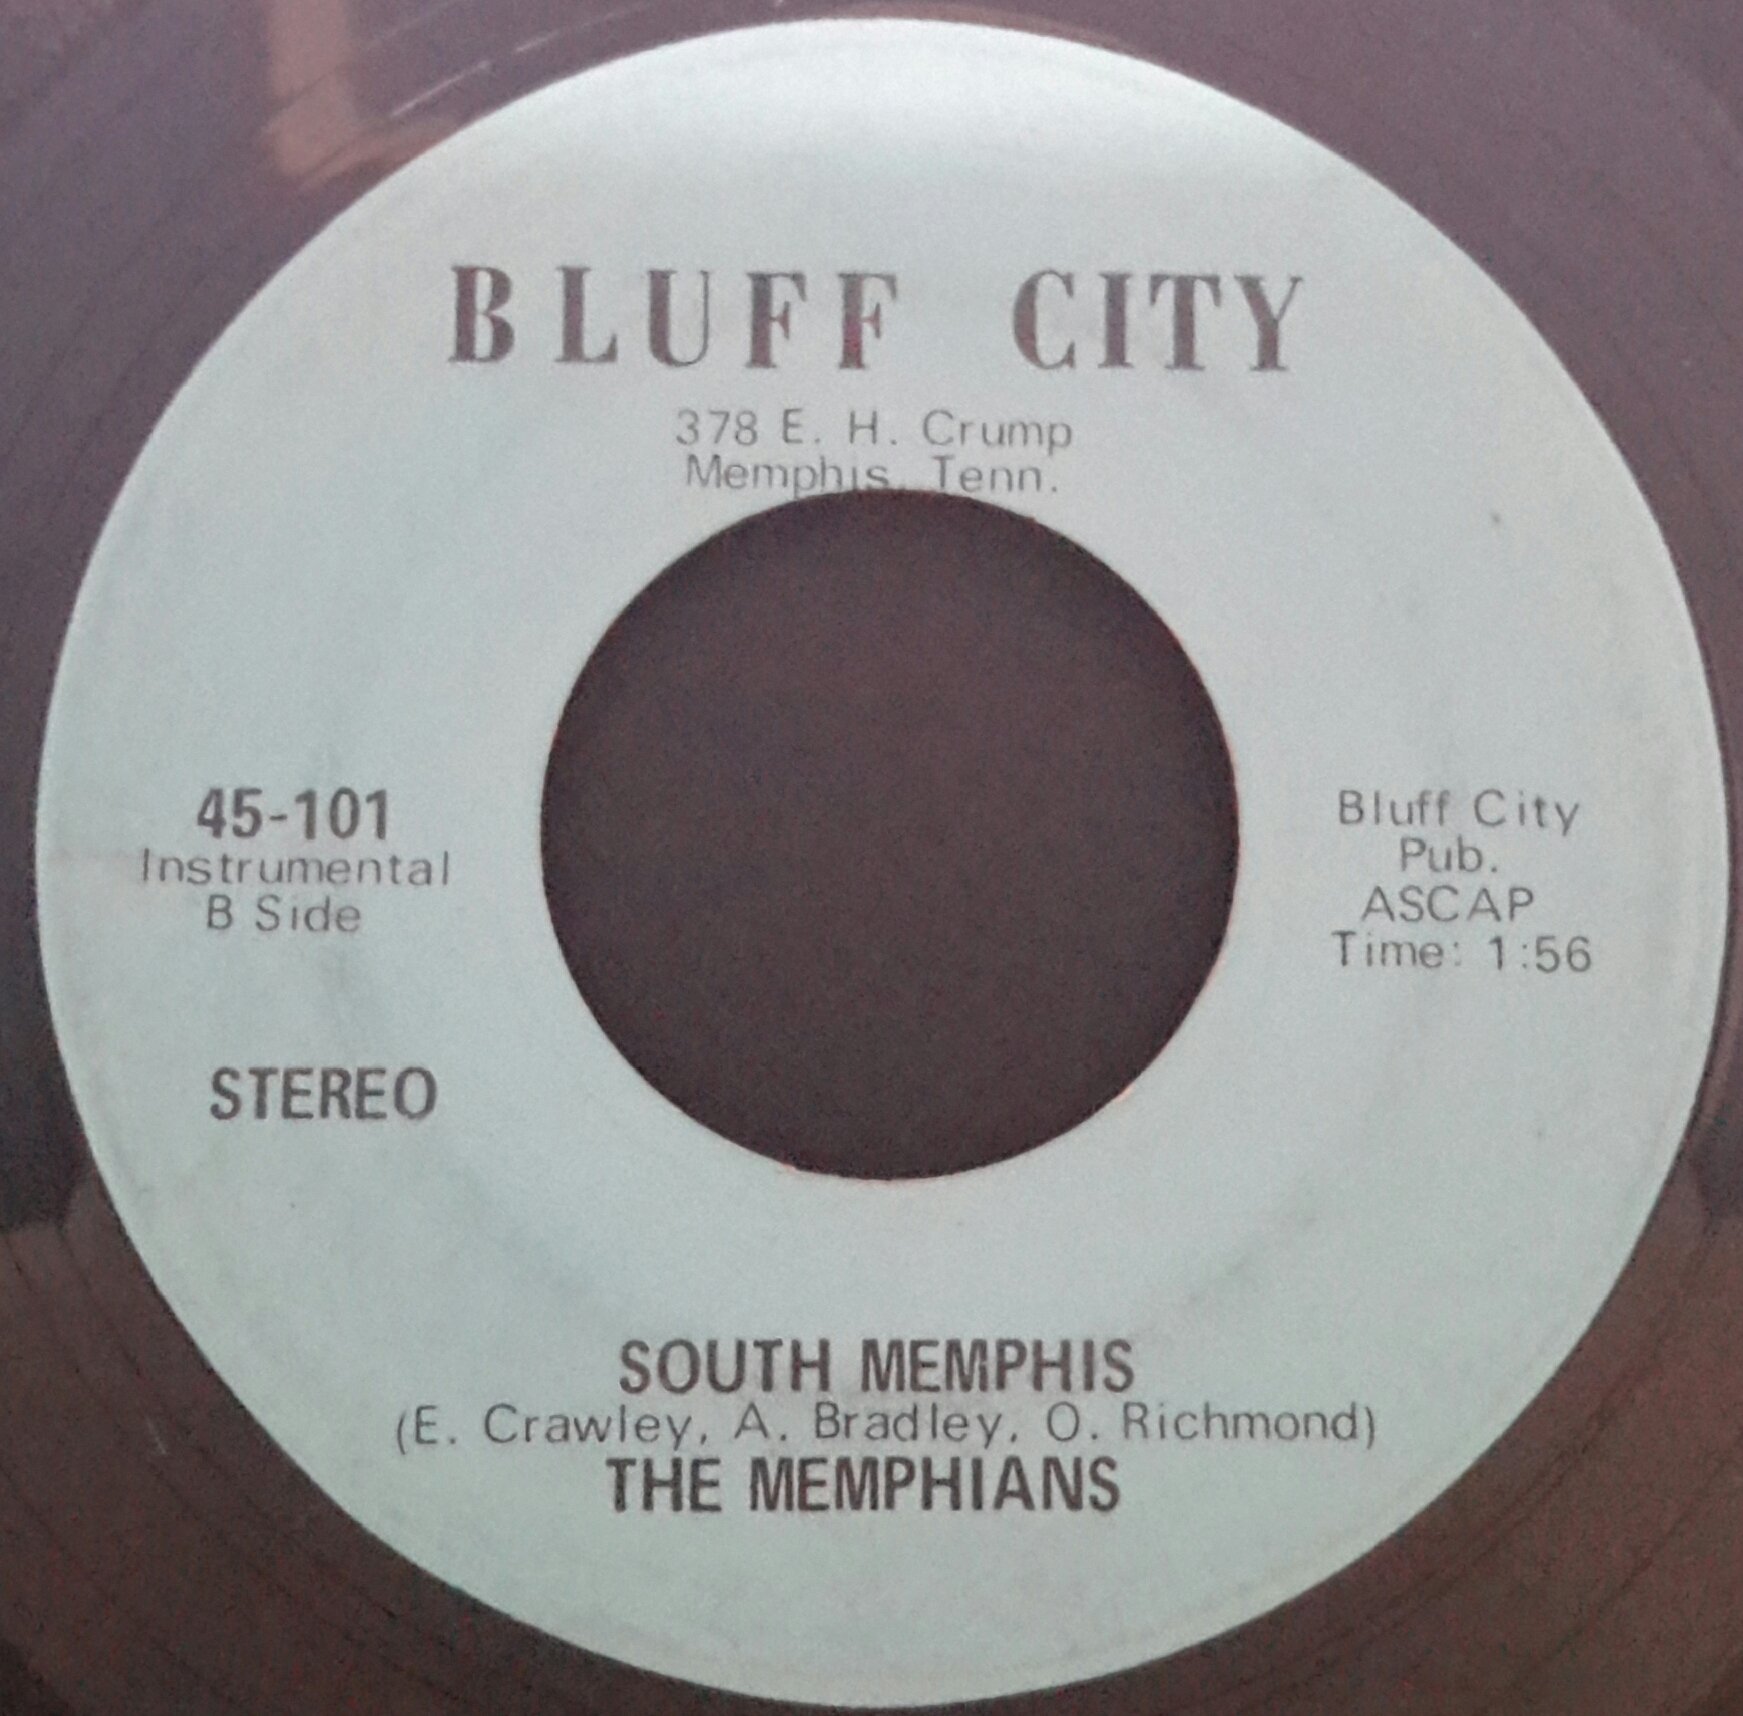 BLUFF CITY
378 E. H. Crump
Memphis, Tenn.
45-101
Instrumental
B Side
STEREO
Bluff City
Pub.
ASCAP
Time: 1:56
SOUTH MEMPHIS
(E. Crawley, A. Bradley, O. Richmond)
THE MEMPHIANS